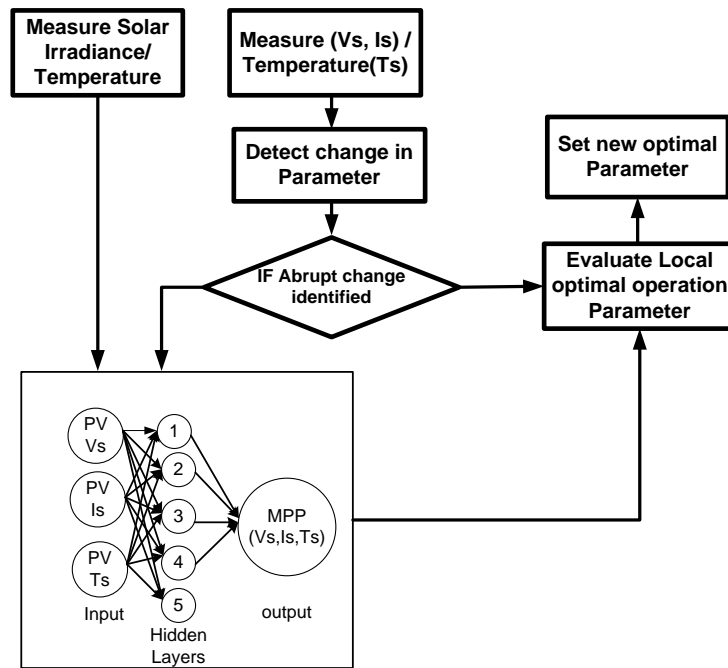 Measure Solar
Irradiance/
Temperature
Measure (Vs, Is) /
Temperature(Ts)
Detect change in
Parameter
Set new optimal
Parameter
IF Abrupt change
identified
Evaluate Local
optimal operation
Parameter
PV
Vs
PV
Is
PV
Ts
Input
1
2
3
4
5
Hidden
Layers
MPP
(Vs,Is,Ts)
output